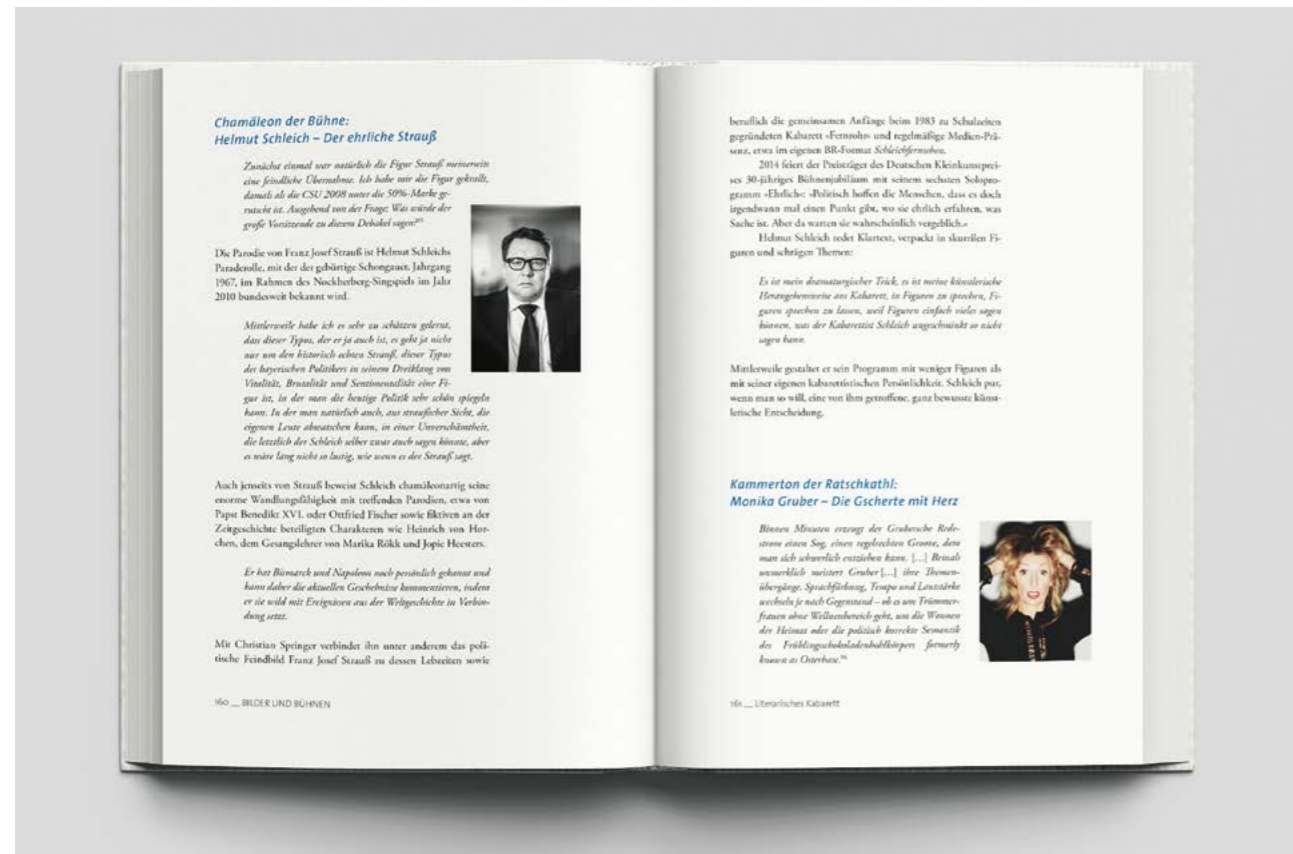 Chamäleon der Bühne:
Helmut Schleich – Der ehrliche Strauß
Zunächst einmal war natürlich die Figur Strauß meinerseits
eine feindliche Übernahme. Ich habe mir die Figur gekrallt,
damals als die CSU 2008 unter die 50%-Marke ge-
rutscht ist. Ausgehend von der Frage: Was würde der
große Vorsitzende zu diesem Debakel sagen?
Die Parodie von Franz Josef Strauß ist Helmut Schleichs
Paraderolle, mit der der gebürtige Schongauer, Jahrgang
1967, im Rahmen des Nockherberg-Singspiels im Jahr
2010 bundesweit bekannt wird.
Mittlerweile habe ich es sehr zu schätzen gelernt,
dass dieser Typus, der er ja auch ist, es geht ja nicht
nur um den historisch echten Strauß, dieser Typus
des bayerischen Politikers in seinem Dreiklang von
Vitalität, Brutalität und Sentimentalität eine Fi-
gur ist, in der man die heutige Politik sehr schön spiegeln
kann. In der man natürlich auch, aus straußscher Sicht, die
eigenen Leute abwatschen kann, in einer Unverschämtheit,
die letztlich der Schleich selber zwar auch sagen könnte, aber
es wäre lang nicht so lustig, wie wenn es der Strauß sagt.
Auch jenseits von Strauß beweist Schleich chamäleonartig seine
enorme Wandlungsfähigkeit mit treffenden Parodien, etwa von
Papst Benedikt XVI. oder Ottfried Fischer sowie fiktiven an der
Zeitgeschichte beteiligten Charakteren wie Heinrich von Hor-
chen, dem Gesangslehrer von Marika Rökk und Jopie Heesters.
Er hat Bismarck und Napoleon noch persönlich gekannt und
kann daher die aktuellen Geschehnisse kommentieren, indem
er sie wild mit Ereignissen aus der Weltgeschichte in Verbin-
dung setzt.
Mit Christian Springer verbindet ihn unter anderem das poli-
tische Feindbild Franz Josef Strauß zu dessen Lebzeiten sowie
160 __ BILDER UND BÜHNEN
beruflich die gemeinsamen Anfänge beim 1983 zu Schulzeiten
gegründeten Kabarett »Fernrohr« und regelmäßige Medien-Prä-
senz, etwa im eigenen BR-Format Schleichfernsehen.
2014 feiert der Preisträger des Deutschen Kleinkunstprei-
ses 30-jähriges Bühnenjubiläum mit seinem sechsten Solopro-
gramm »Ehrlich«: »Politisch hoffen die Menschen, dass es doch
irgendwann mal einen Punkt gibt, wo sie ehrlich erfahren, was
Sache ist. Aber da warten sie wahrscheinlich vergeblich.«
Helmut Schleich redet Klartext, verpackt in skurrilen Fi-
guren und schrägen Themen:
Es ist mein dramaturgischer Trick, es ist meine künstlerische
Herangehensweise ans Kabarett, in Figuren zu sprechen, Fi-
guren sprechen zu lassen, weil Figuren einfach vieles sagen
können, was der Kabarettist Schleich ungeschminkt so nicht
sagen kann.
Mittlerweile gestaltet er sein Programm mit weniger Figuren als
mit seiner eigenen kabarettistischen Persönlichkeit. Schleich pur,
wenn man so will, eine von ihm getroffene, ganz bewusste künst-
lerische Entscheidung.
Kammerton der Ratschkathl:
Monika Gruber – Die Gscherte mit Herz
Binnen Minuten erzeugt der Grubersche Rede-
strom einen Sog, einen regelrechten Groove, dem
man sich schwerlich entziehen kann. [...] Beinah
unmerklich meistert Gruber [...] ihre Themen-
übergänge. Sprachfärbung, Tempo und Lautstärke
wechseln je nach Gegenstand – ob es um Trümmer-
frauen ohne Wellnessbereich geht, um die Wonnen
der Heimat oder die politisch korrekte Semantik
des Frühlingsschokoladenhohlkörpers formerly
known as Osterhase.
161 __ Literarisches Kabarett